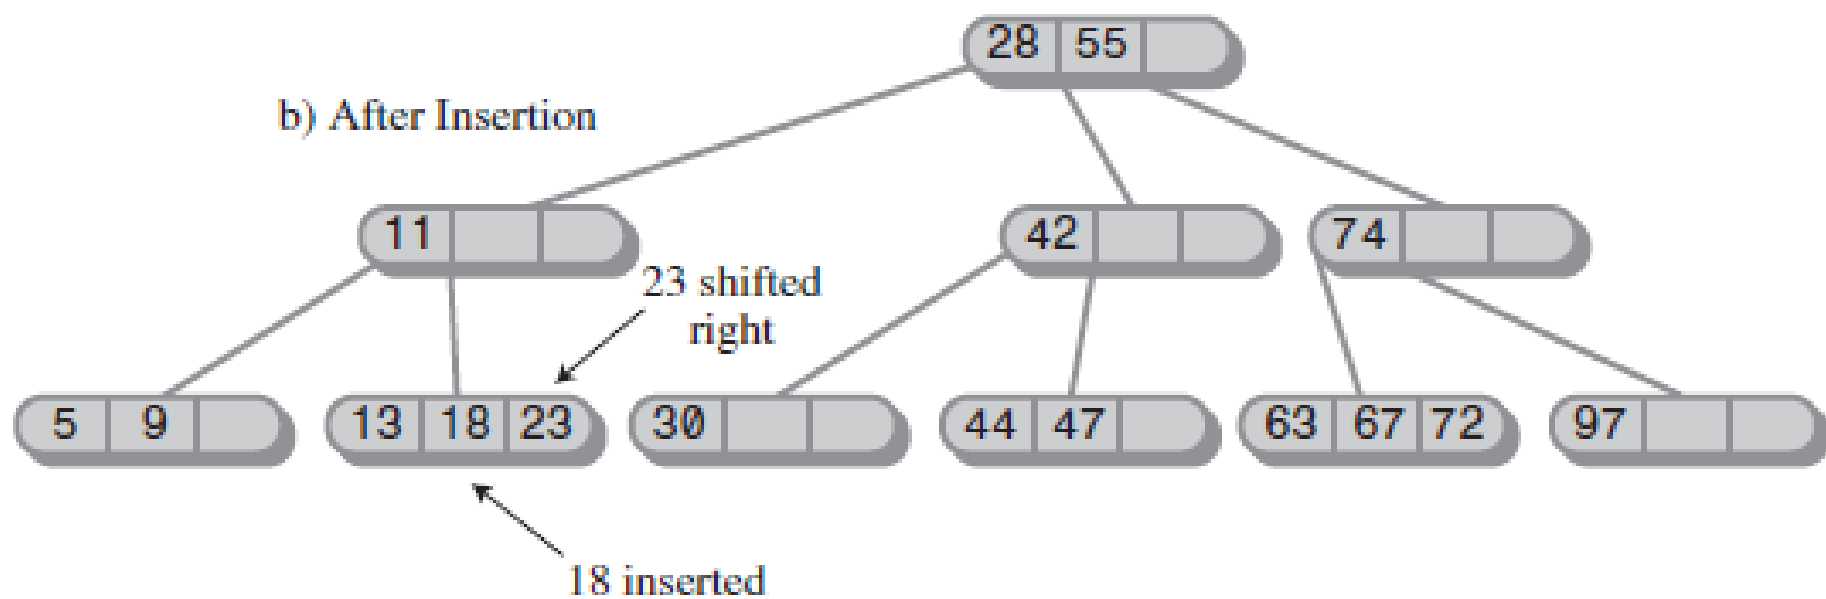 28 55
b) After Insertion
11
42
74
23 shifted
right
5 9
13 18 23
30
44 47
63 67 72
97
18 inserted